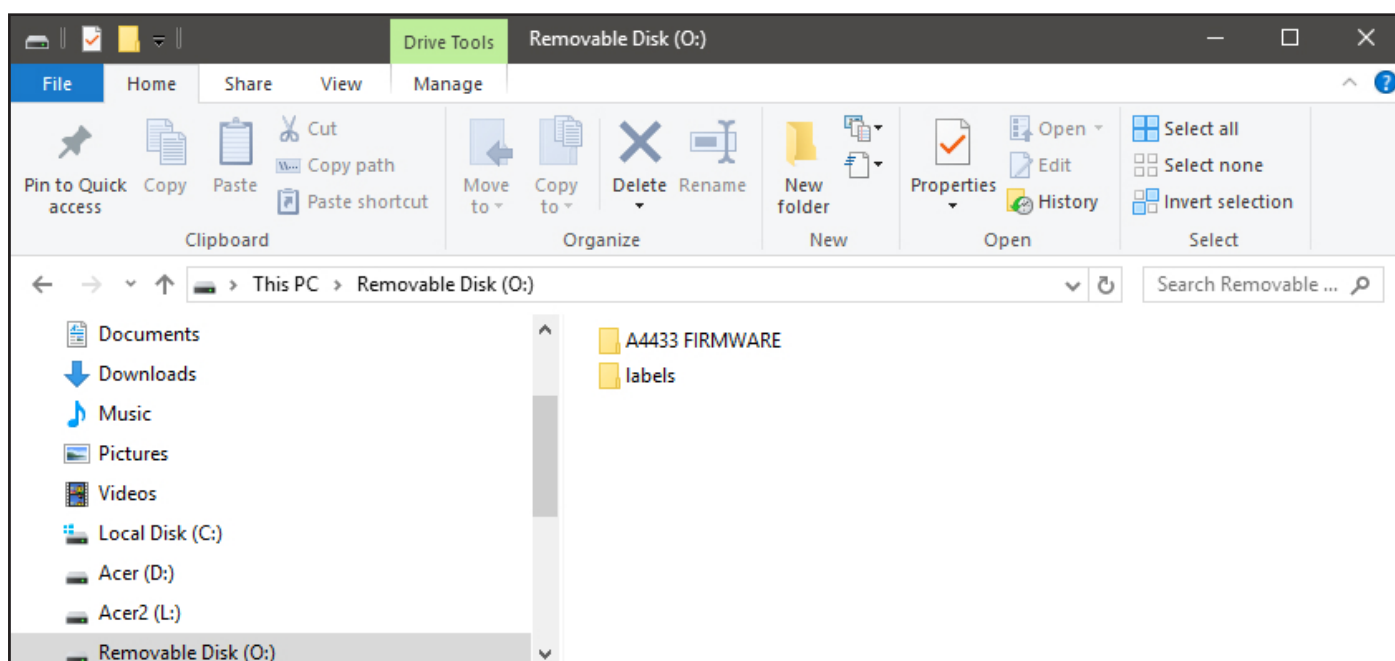 Drive Tools Removable Disk (O:)
File Home Share View Manage
Pin to Quick access
Copy
Paste
Cut
Copy path
Paste shortcut
Move to
Copy to
Delete
Rename
New folder
Properties
Open
Edit
History
Select all
Select none
Invert selection
Clipboard Organize New Open Select
This PC > Removable Disk (O:)
Search Removable ...
Documents
Downloads
Music
Pictures
Videos
Local Disk (C:)
Acer (D:)
Acer2 (L:)
Removable Disk (O:)
A4433 FIRMWARE
labels